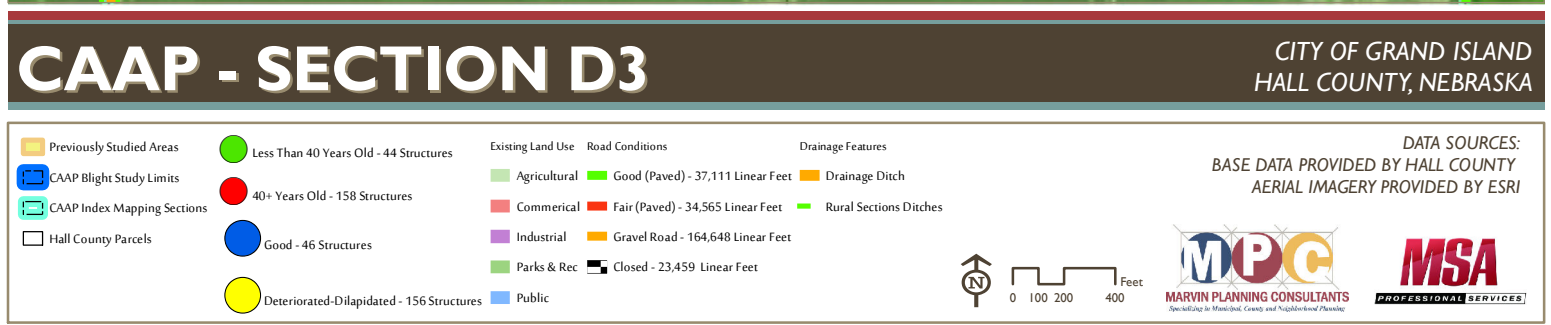 CAAP - SECTION D3
CITY OF GRAND ISLAND
HALL COUNTY, NEBRASKA
Previously Studied Areas
CAAP Blight Study Limits
CAAP Index Mapping Sections
Hall County Parcels
Less Than 40 Years Old - 44 Structures
40+ Years Old - 158 Structures
Good - 46 Structures
Deteriorated-Dilapidated - 156 Structures
Existing Land Use
Agricultural
Commerical
Industrial
Parks & Rec
Public
Road Conditions
Good (Paved) - 37,111 Linear Feet
Fair (Paved) - 34,565 Linear Feet
Gravel Road - 164,648 Linear Feet
Closed - 23,459 Linear Feet
Drainage Features
Drainage Ditch
Rural Sections Ditches
N
Feet
0 100 200 400
DATA SOURCES:
BASE DATA PROVIDED BY HALL COUNTY
AERIAL IMAGERY PROVIDED BY ESRI
MPC
MARVIN PLANNING CONSULTANTS
Specializing in Municipal, County and Neighborhood Planning
MSA
PROFESSIONAL SERVICES